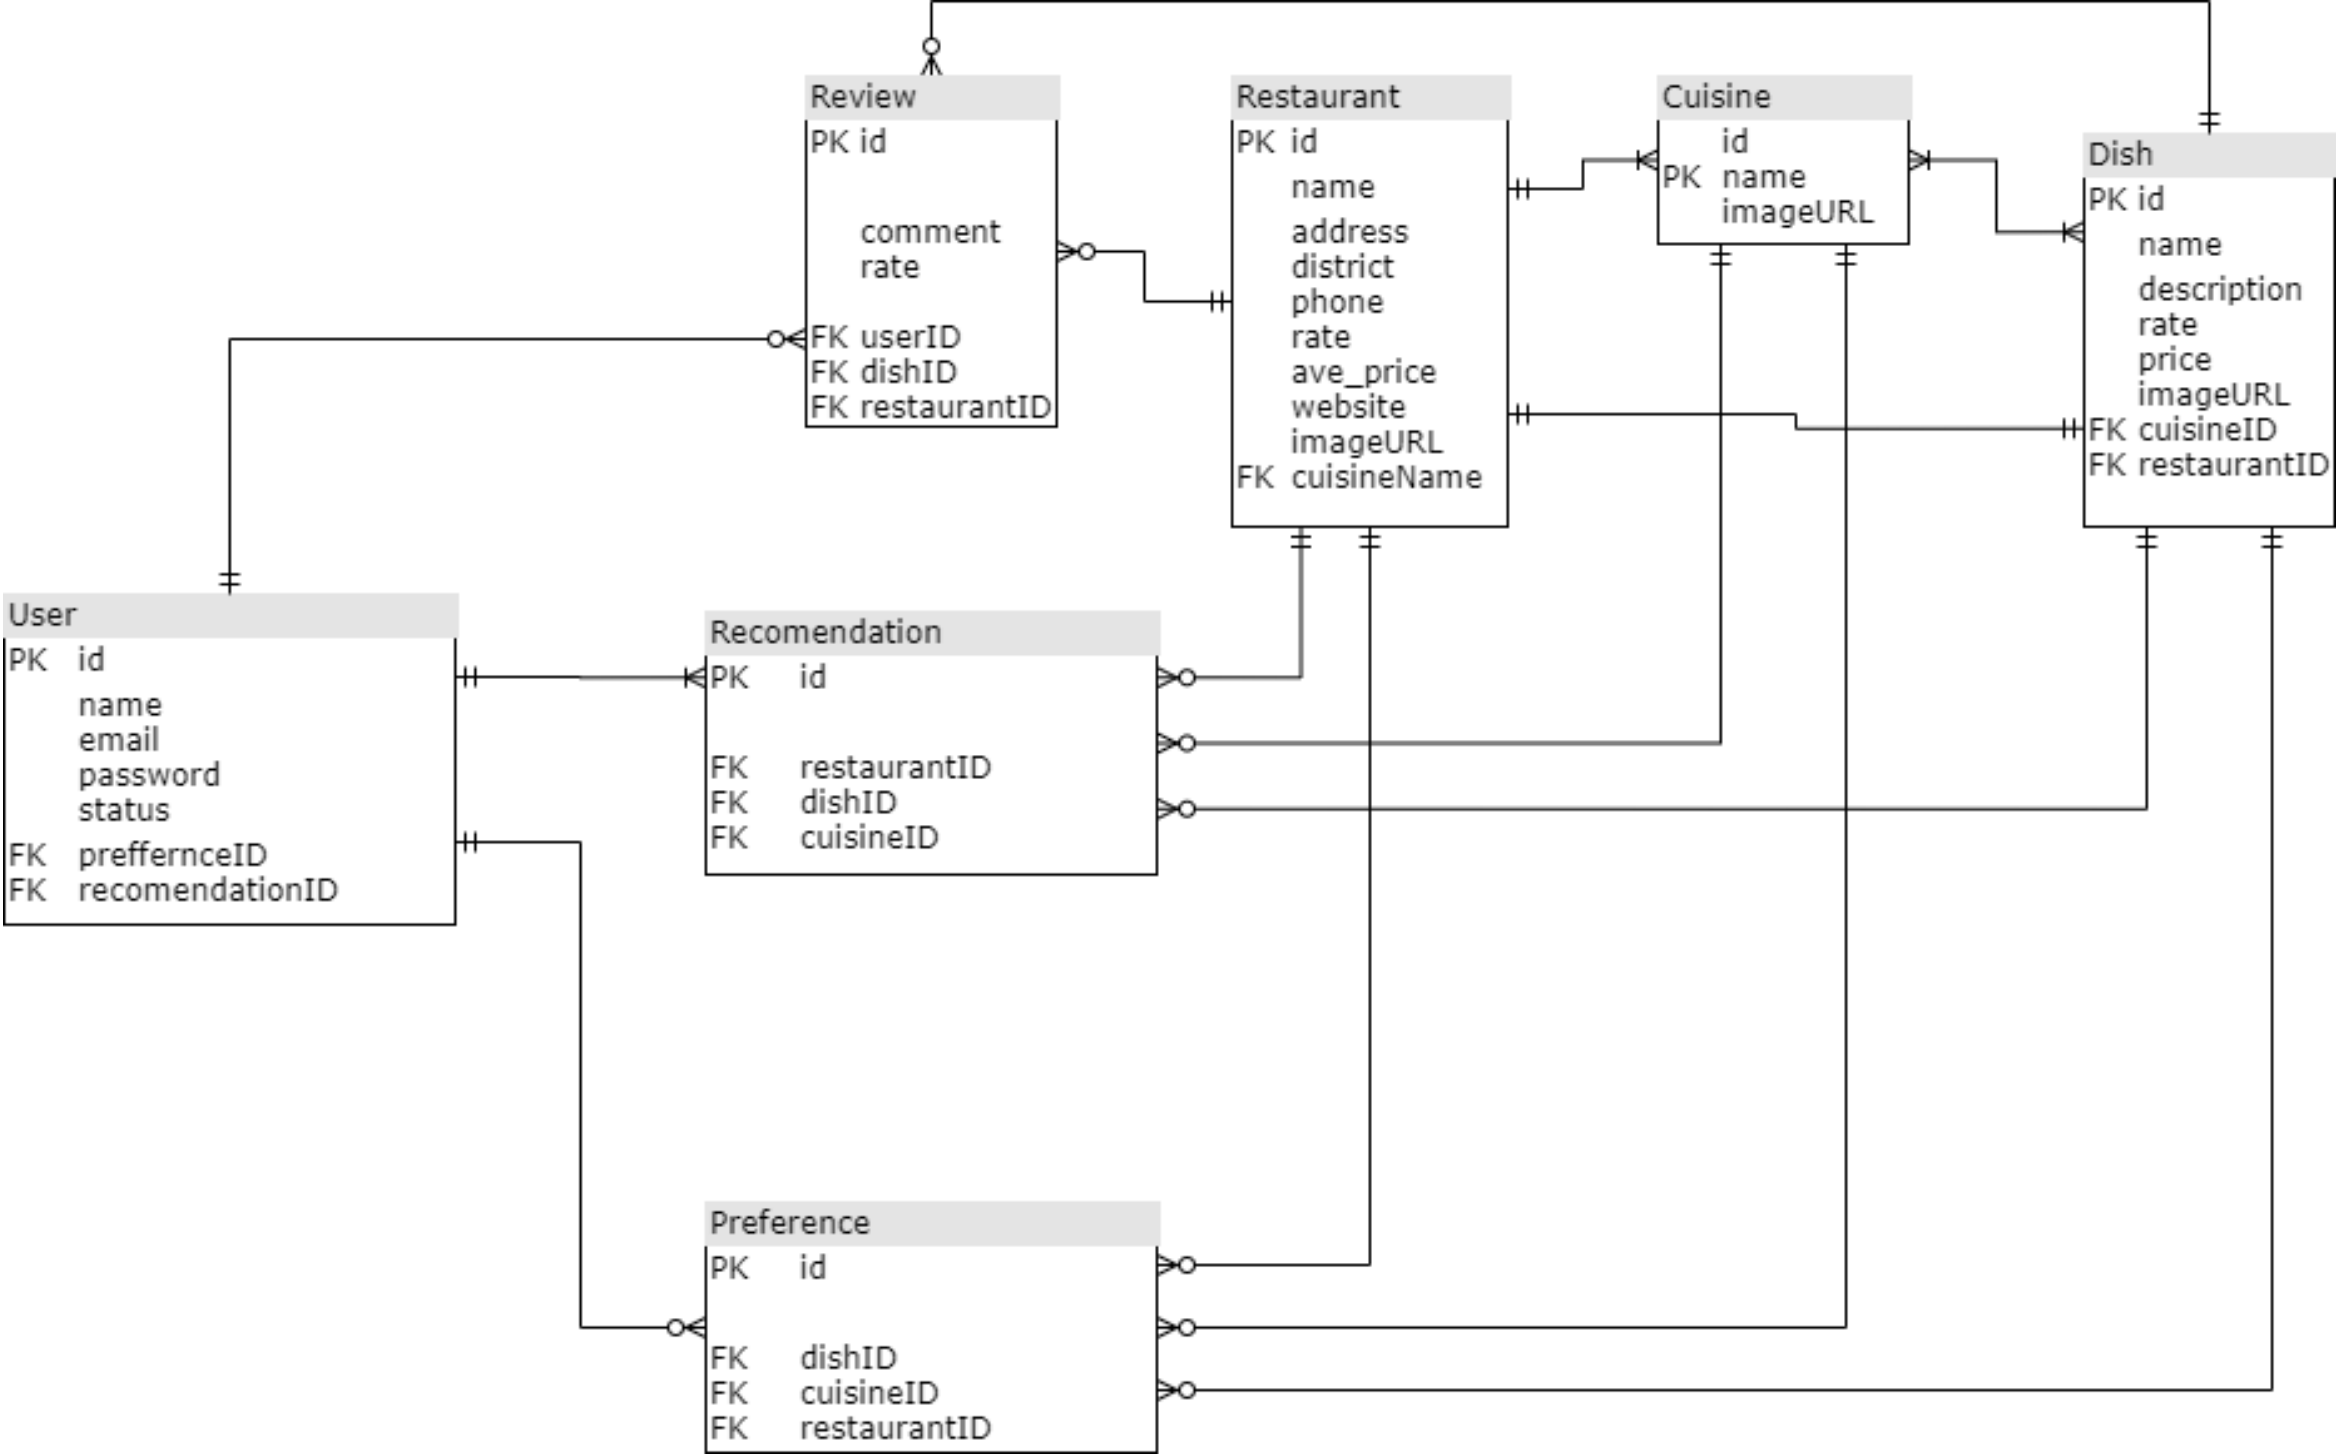 Review
PK id
comment
rate
FK userID
FK dishID
FK restaurantID
Restaurant
PK id
name
address
district
phone
rate
ave_price
website
imageURL
FK cuisineName
Cuisine
id
PK name
imageURL
Dish
PK id
name
description
rate
price
imageURL
FK cuisineID
FK restaurantID
User
PK id
name
email
password
status
FK preffernceID
FK recomendationID
Recomendation
PK id
FK restaurantID
FK dishID
FK cuisineID
Preference
PK id
FK dishID
FK cuisineID
FK restaurantID